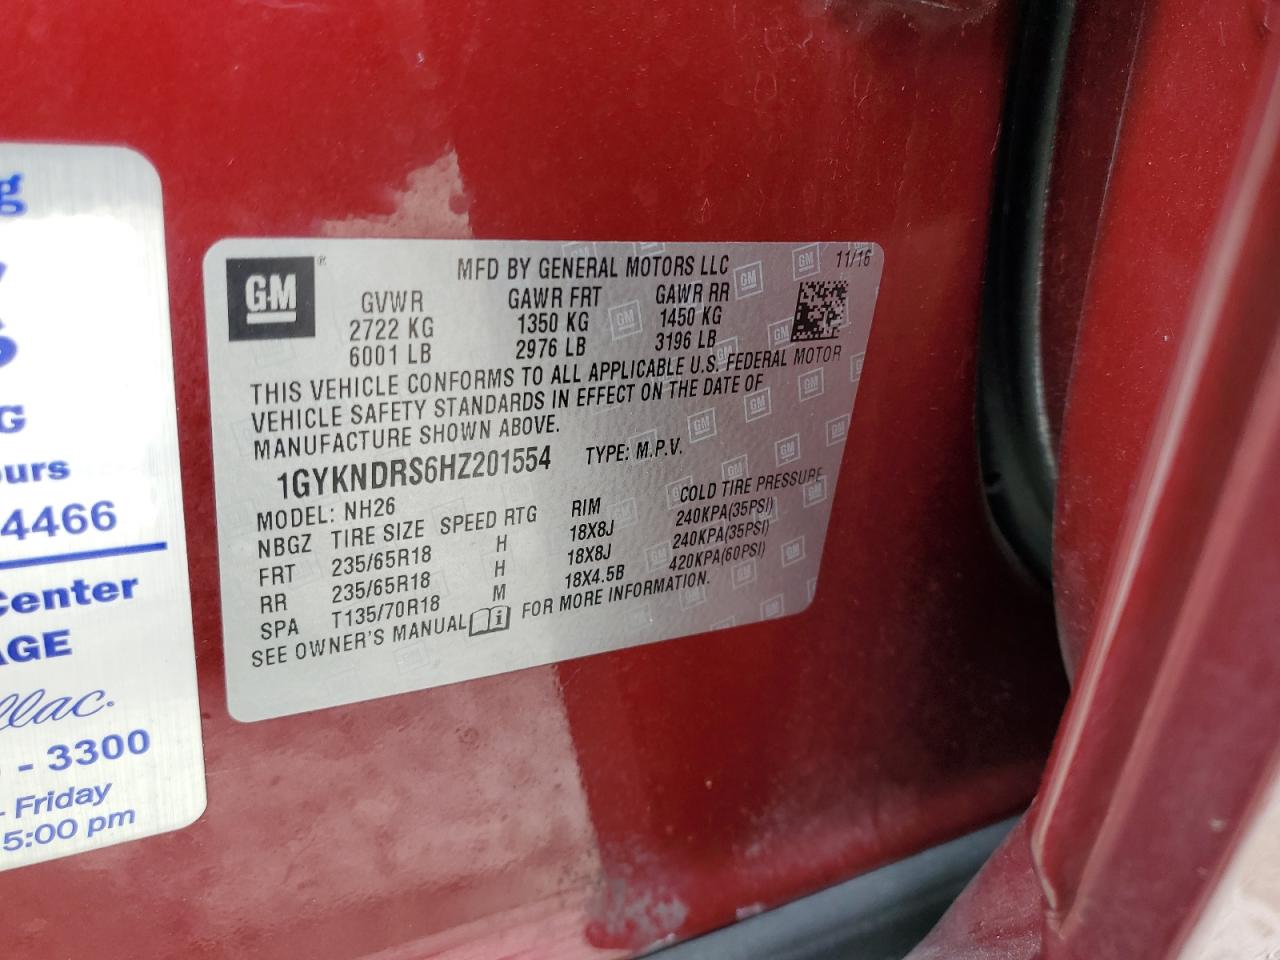 g
G
ours
4466
Center
AGE
llac.
- 3300
- Friday
5:00 pm
GM®
MFD BY GENERAL MOTORS LLC
11/16
GVWR GAWR FRT GAWR RR
2722 KG 1350 KG 1450 KG
6001 LB 2976 LB 3196 LB
THIS VEHICLE CONFORMS TO ALL APPLICABLE U.S. FEDERAL MOTOR
VEHICLE SAFETY STANDARDS IN EFFECT ON THE DATE OF
MANUFACTURE SHOWN ABOVE.
1GYKNDRS6HZ201554 TYPE: M.P.V.
MODEL: NH26
NBGZ TIRE SIZE SPEED RTG RIM COLD TIRE PRESSURE
FRT 235/65R18 H 18X8J 240KPA(35PSI)
RR 235/65R18 H 18X8J 240KPA(35PSI)
SPA T135/70R18 M 18X4.5B 420KPA(60PSI)
SEE OWNER'S MANUAL i FOR MORE INFORMATION.